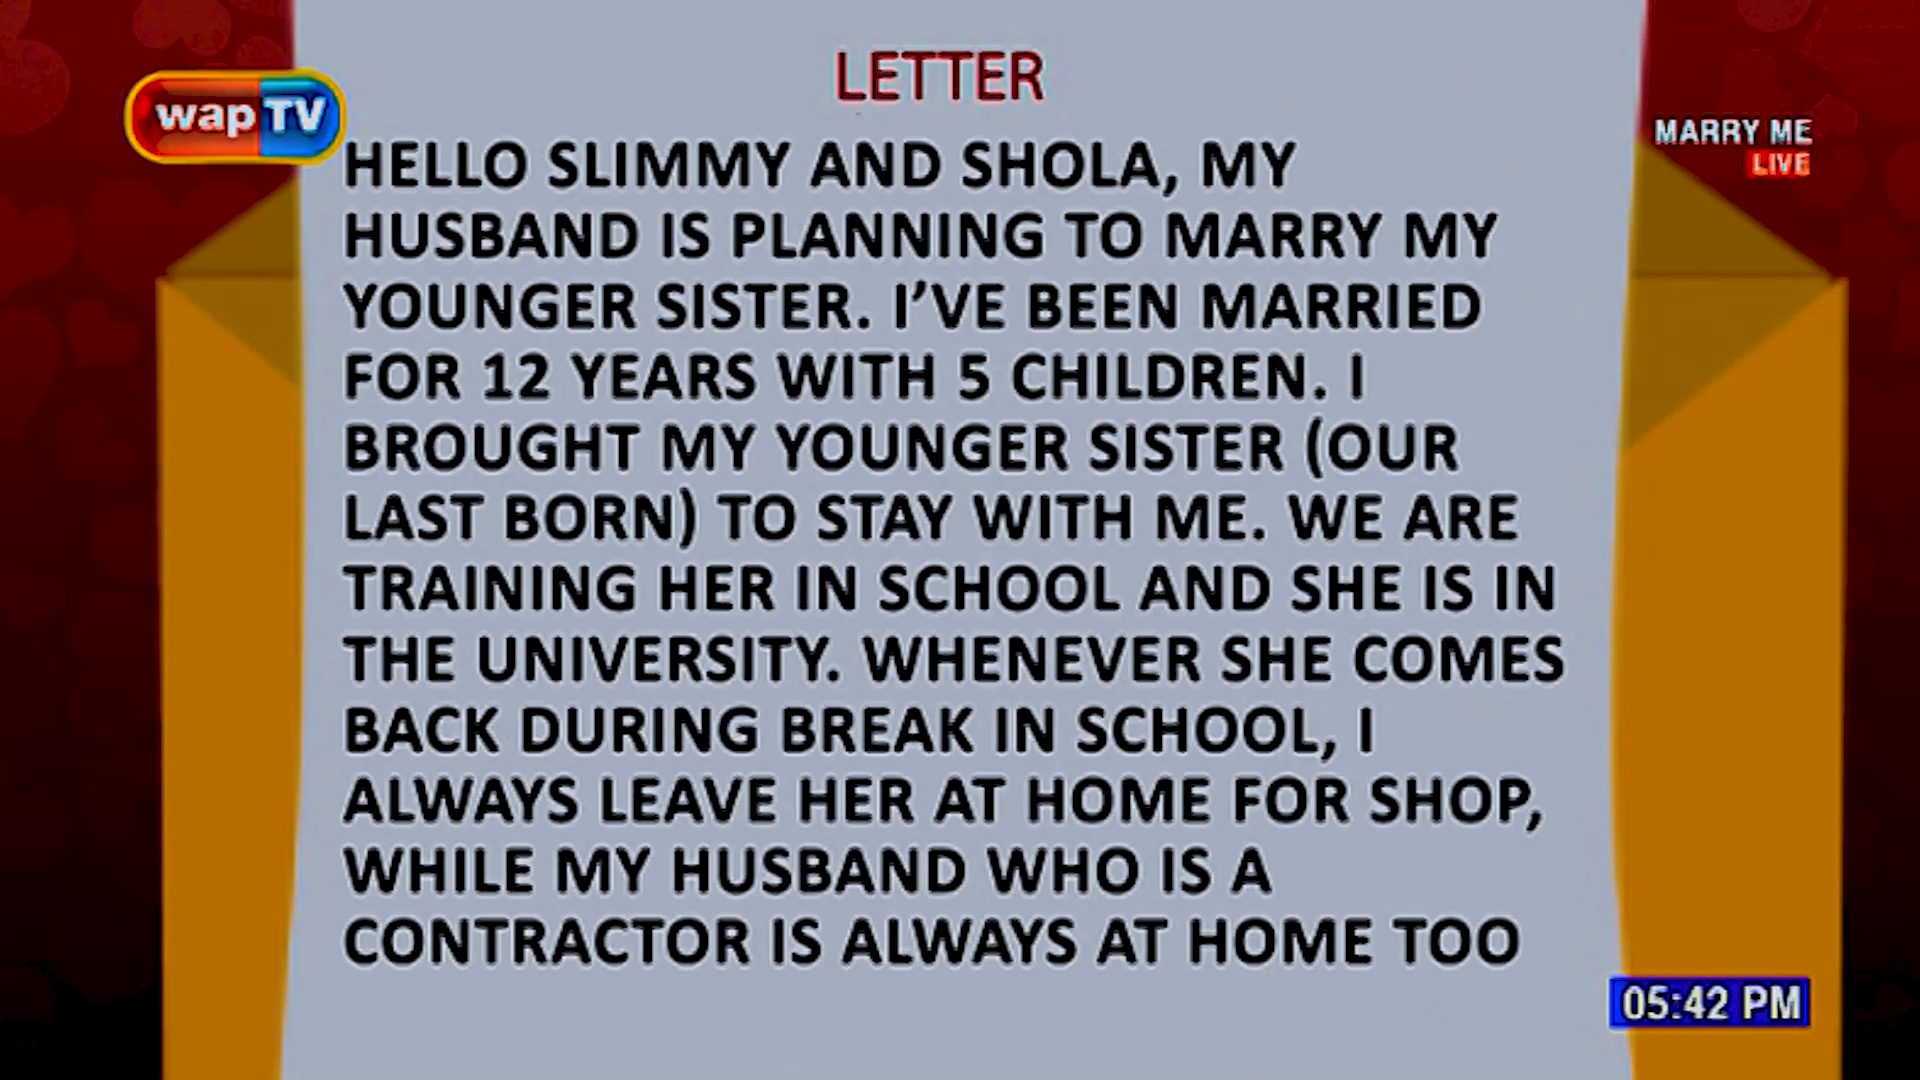 LETTER
wapTV
MARRY ME
LIVE
HELLO SLIMMY AND SHOLA, MY
HUSBAND IS PLANNING TO MARRY MY
YOUNGER SISTER. I’VE BEEN MARRIED
FOR 12 YEARS WITH 5 CHILDREN. I
BROUGHT MY YOUNGER SISTER (OUR
LAST BORN) TO STAY WITH ME. WE ARE
TRAINING HER IN SCHOOL AND SHE IS IN
THE UNIVERSITY. WHENEVER SHE COMES
BACK DURING BREAK IN SCHOOL, I
ALWAYS LEAVE HER AT HOME FOR SHOP,
WHILE MY HUSBAND WHO IS A
CONTRACTOR IS ALWAYS AT HOME TOO
05:42 PM